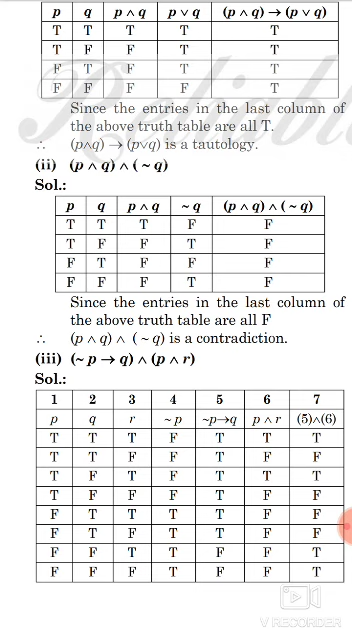 p q p ∧ q p ∨ q (p ∧ q) → (p ∨ q)
T T T T T
T F F T T
F T F T T
F F F F T
Since the entries in the last column of
the above truth table are all T.
∴ (p∧q) → (p∨q) is a tautology.
(ii) (p ∧ q) ∧ (~ q)
Sol.:
p q p ∧ q ~ q (p ∧ q) ∧ (~ q)
T T T F F
T F F T F
F T F F F
F F F T F
Since the entries in the last column of
the above truth table are all F
∴ (p ∧ q) ∧ (~ q) is a contradiction.
(iii) (~ p → q) ∧ (p ∧ r)
Sol.:
1 2 3 4 5 6 7
p q r ~ p ~p→q p ∧ r (5)∧(6)
T T T F T T T
T T F F T F F
T F T F T T T
T F F F T F F
F T T T T F F
F T F T T F F
F F T T F F T
F F F T F F T
V RECORDER